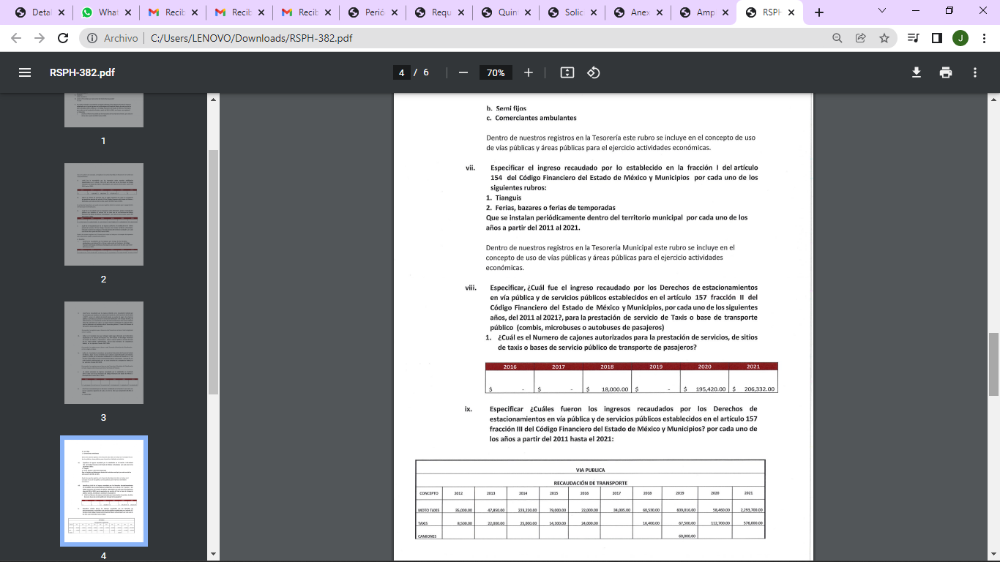 Detal
What
Recib
Recib
Recib
Perió
Requ
Quin
Solic
Anex
Amp
RSPH
Archivo C:/Users/LENOVO/Downloads/RSPH-382.pdf
J
RSPH-382.pdf
4 / 6
70%
1
2
3
4
b. Semi fijos
c. Comerciantes ambulantes
Dentro de nuestros registros en la Tesorería este rubro se incluye en el concepto de uso
de vías públicas y áreas públicas para el ejercicio actividades económicas.
vii. Especificar el ingreso recaudado por lo establecido en la fracción I del artículo
154 del Código Financiero del Estado de México y Municipios por cada uno de los
siguientes rubros:
1. Tianguis
2. Ferias, bazares o ferias de temporadas
Que se instalan periódicamente dentro del territorio municipal por cada uno de los
años a partir del 2011 al 2021.
Dentro de nuestros registros en la Tesorería Municipal este rubro se incluye en el
concepto de uso de vías públicas y áreas públicas para el ejercicio actividades
económicas.
viii. Especificar, ¿Cuál fue el ingreso recaudado por los Derechos de estacionamientos
en vía pública y de servicios públicos establecidos en el artículo 157 fracción II del
Código Financiero del Estado de México y Municipios, por cada uno de los siguientes
años, del 2011 al 2021?, para la prestación de servicio de Taxis o base de transporte
público (combis, microbuses o autobuses de pasajeros)
1. ¿Cuál es el Numero de cajones autorizados para la prestación de servicios, de sitios
de taxis o bases de servicio público de transporte de pasajeros?
2016 2017 2018 2019 2020 2021
$ - $ - $ 18,000.00 $ - $ 195,420.00 $ 206,332.00
ix. Especificar ¿Cuáles fueron los ingresos recaudados por los Derechos de
estacionamientos en vía pública y de servicios públicos establecidos en el artículo 157
fracción III del Código Financiero del Estado de México y Municipios? por cada uno de
los años a partir del 2011 hasta el 2021:
VIA PUBLICA
RECAUDACIÓN DE TRANSPORTE
CONCEPTO 2012 2013 2014 2015 2016 2017 2018 2019 2020 2021
MOTO TAXIS 35,000.00 47,850.00 223,220.00 79,000.00 22,000.00 34,005.00 40,530.00 609,016.00 58,460.00 2,293,700.00
TAXIS 8,500.00 22,000.00 25,000.00 14,300.00 24,000.00 16,400.00 67,500.00 112,700.00 576,000.00
CAMIONES 60,000.00